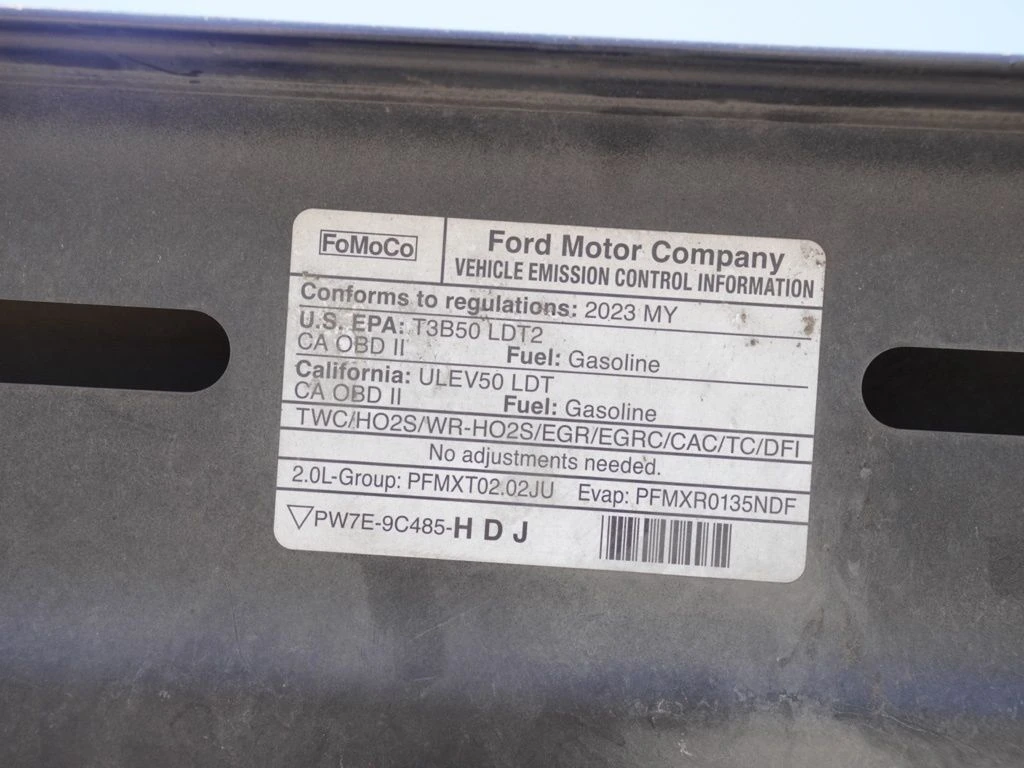 FoMoCo
Ford Motor Company
VEHICLE EMISSION CONTROL INFORMATION
Conforms to regulations: 2023 MY
U.S. EPA: T3B50 LDT2
CA OBD II Fuel: Gasoline
California: ULEV50 LDT
CA OBD II Fuel: Gasoline
TWC/HO2S/WR-HO2S/EGR/EGRC/CAC/TC/DFI
No adjustments needed.
2.0L-Group: PFMXT02.02JU Evap: PFMXR0135NDF
PW7E-9C485-HDJ